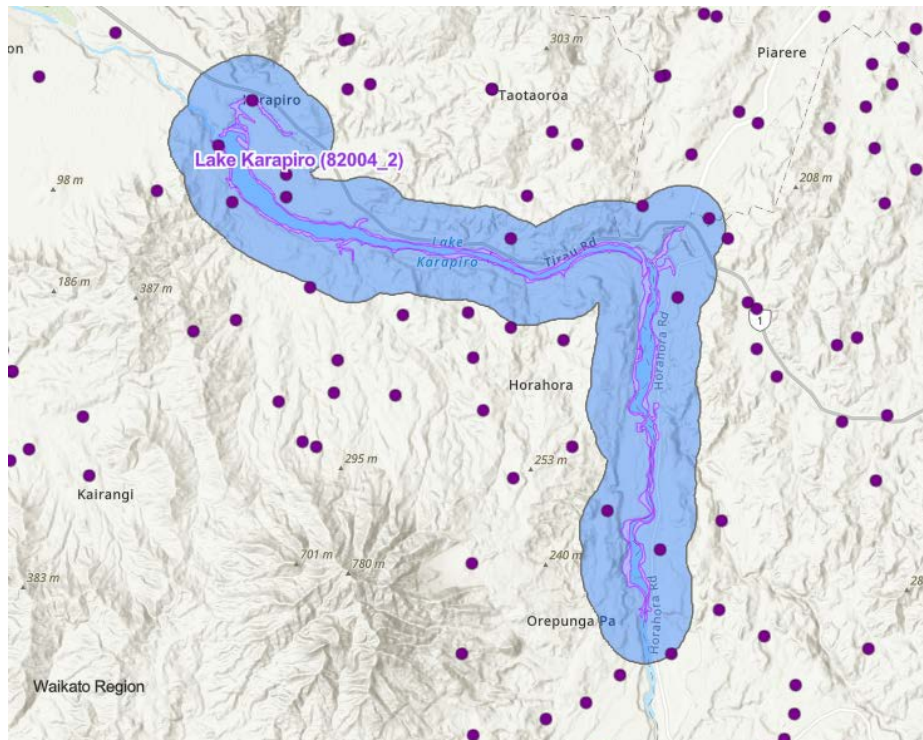 on
303 m
Piarere
Taotaoroa
Karapiro
Lake Karapiro (82004_2)
98 m
208 m
Lake
Karapiro
Tirau Rd
186 m
387 m
1
Horahora Rd
Horahora
295 m
253 m
Kairangi
701 m
780 m
240 m
383 m
28
Orepunga Pa
Horahora Rd
Waikato Region